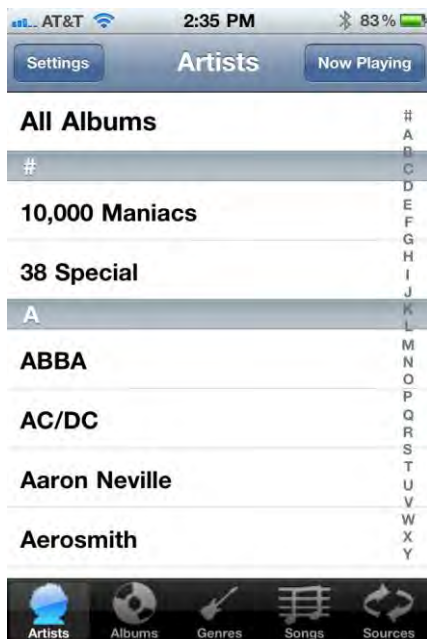 AT&T 2:35 PM 83%
Settings Artists Now Playing
All Albums
#
10,000 Maniacs
38 Special
A
ABBA
AC/DC
Aaron Neville
Aerosmith
#
A
B
C
D
E
F
G
H
I
J
K
L
M
N
O
P
Q
R
S
T
U
V
W
X
Y
Artists Albums Genres Songs Sources